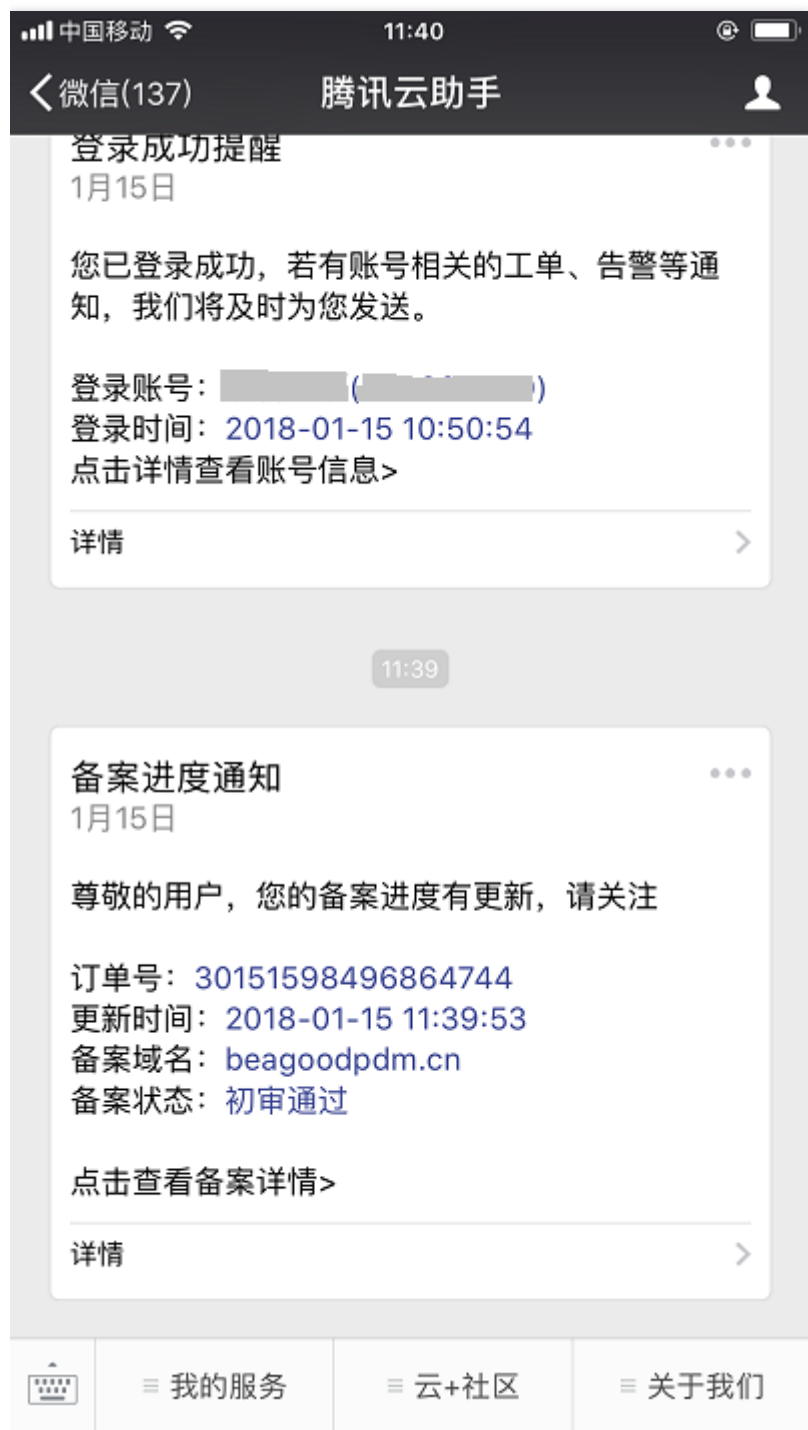 中国移动 11:40
微信(137) 腾讯云助手
登录成功提醒
1月15日
您已登录成功，若有账号相关的工单、告警等通
知，我们将及时为您发送。
登录账号： ( )
登录时间：2018-01-15 10:50:54
点击详情查看账号信息>
详情
11:39
备案进度通知
1月15日
尊敬的用户，您的备案进度有更新，请关注
订单号：30151598496864744
更新时间：2018-01-15 11:39:53
备案域名：beagoodpdm.cn
备案状态：初审通过
点击查看备案详情>
详情
我的服务 云+社区 关于我们